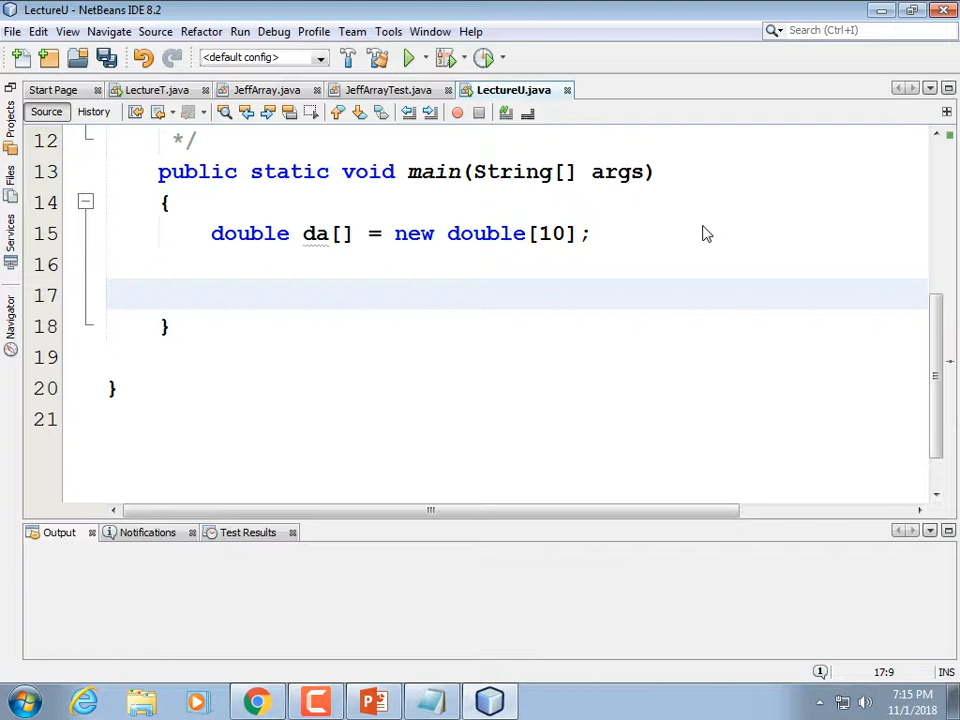 LectureU - NetBeans IDE 8.2
File Edit View Navigate Source Refactor Run Debug Profile Team Tools Window Help
Search (Ctrl+I)
<default config>
Start Page LectureT.java JeffArray.java JeffArrayTest.java LectureU.java
Source History
Projects
Files
Services
Navigator
12 */
13 public static void main(String[] args)
14 {
15 double da[] = new double[10];
16
17
18 }
19
20 }
21
Output Notifications Test Results
1 17:9 INS
7:15 PM
11/1/2018